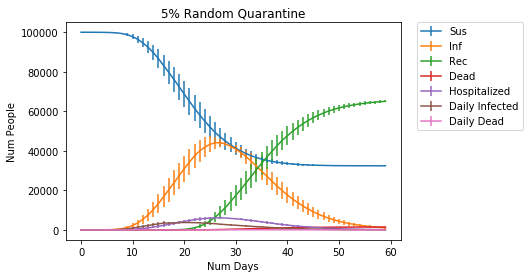 5% Random Quarantine
Num People
100000
80000
60000
40000
20000
0
0
10
20
30
40
50
60
Num Days
Sus
Inf
Rec
Dead
Hospitalized
Daily Infected
Daily Dead